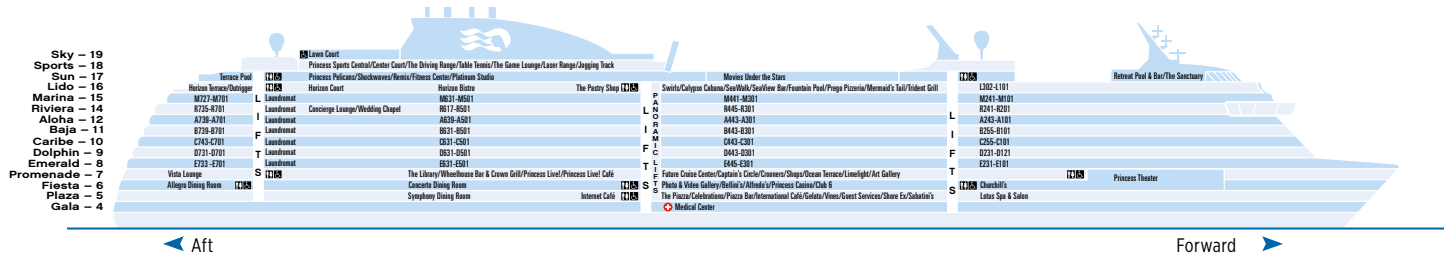 Sky – 19 Lawn Court
Sports – 18 Princess Sports Central/Center Court/The Driving Range/Table Tennis/The Game Lounge/Laser Range/Jogging Track
Sun – 17 Terrace Pool Princess Pelicans/Shockwaves/Remix/Fitness Center/Platinum Studio Movies Under the Stars Retreat Pool & Bar/The Sanctuary
Lido – 16 Horizon Terrace/Outrigger Horizon Court Horizon Bistro The Pastry Shop Swirls/Calypso Cabana/SeaWalk/SeaView Bar/Fountain Pool/Prego Pizzeria/Mermaid's Tail/Trident Grill L302-L101
Marina – 15 M727-M701 Laundromat M631-M501 M441-M301 M241-M101
Riviera – 14 R735-R701 Laundromat Concierge Lounge/Wedding Chapel R617-R501 R445-R301 R241-R201
Aloha – 12 A739-A701 Laundromat A639-A501 A443-A301 A243-A101
Baja – 11 B739-B701 Laundromat B631-B501 B443-B301 B255-B101
Caribe – 10 C743-C701 Laundromat C631-C501 C443-C301 C255-C101
Dolphin – 9 D731-D701 Laundromat D631-D501 D443-D301 D231-D121
Emerald – 8 E733 -E701 Laundromat E631-E501 E445-E301 E231-E101
Promenade – 7 Vista Lounge The Library/Wheelhouse Bar & Crown Grill/Princess Live!/Princess Live! Café Future Cruise Center/Captain's Circle/Crooners/Shops/Ocean Terrace/Limelight/Art Gallery Princess Theater
Fiesta – 6 Allegro Dining Room Concerto Dining Room Photo & Video Gallery/Bellini's/Alfredo's/Princess Casino/Club 6 Churchill's
Plaza – 5 Symphony Dining Room Internet Café The Piazza/Celebrations/Piazza Bar/International Café/Gelato/Vines/Guest Services/Shore Ex/Sabatini's Lotus Spa & Salon
Gala – 4 Medical Center
LIFTS
LIFTS
PANORAMIC LIFTS
LIFTS
Aft Forward